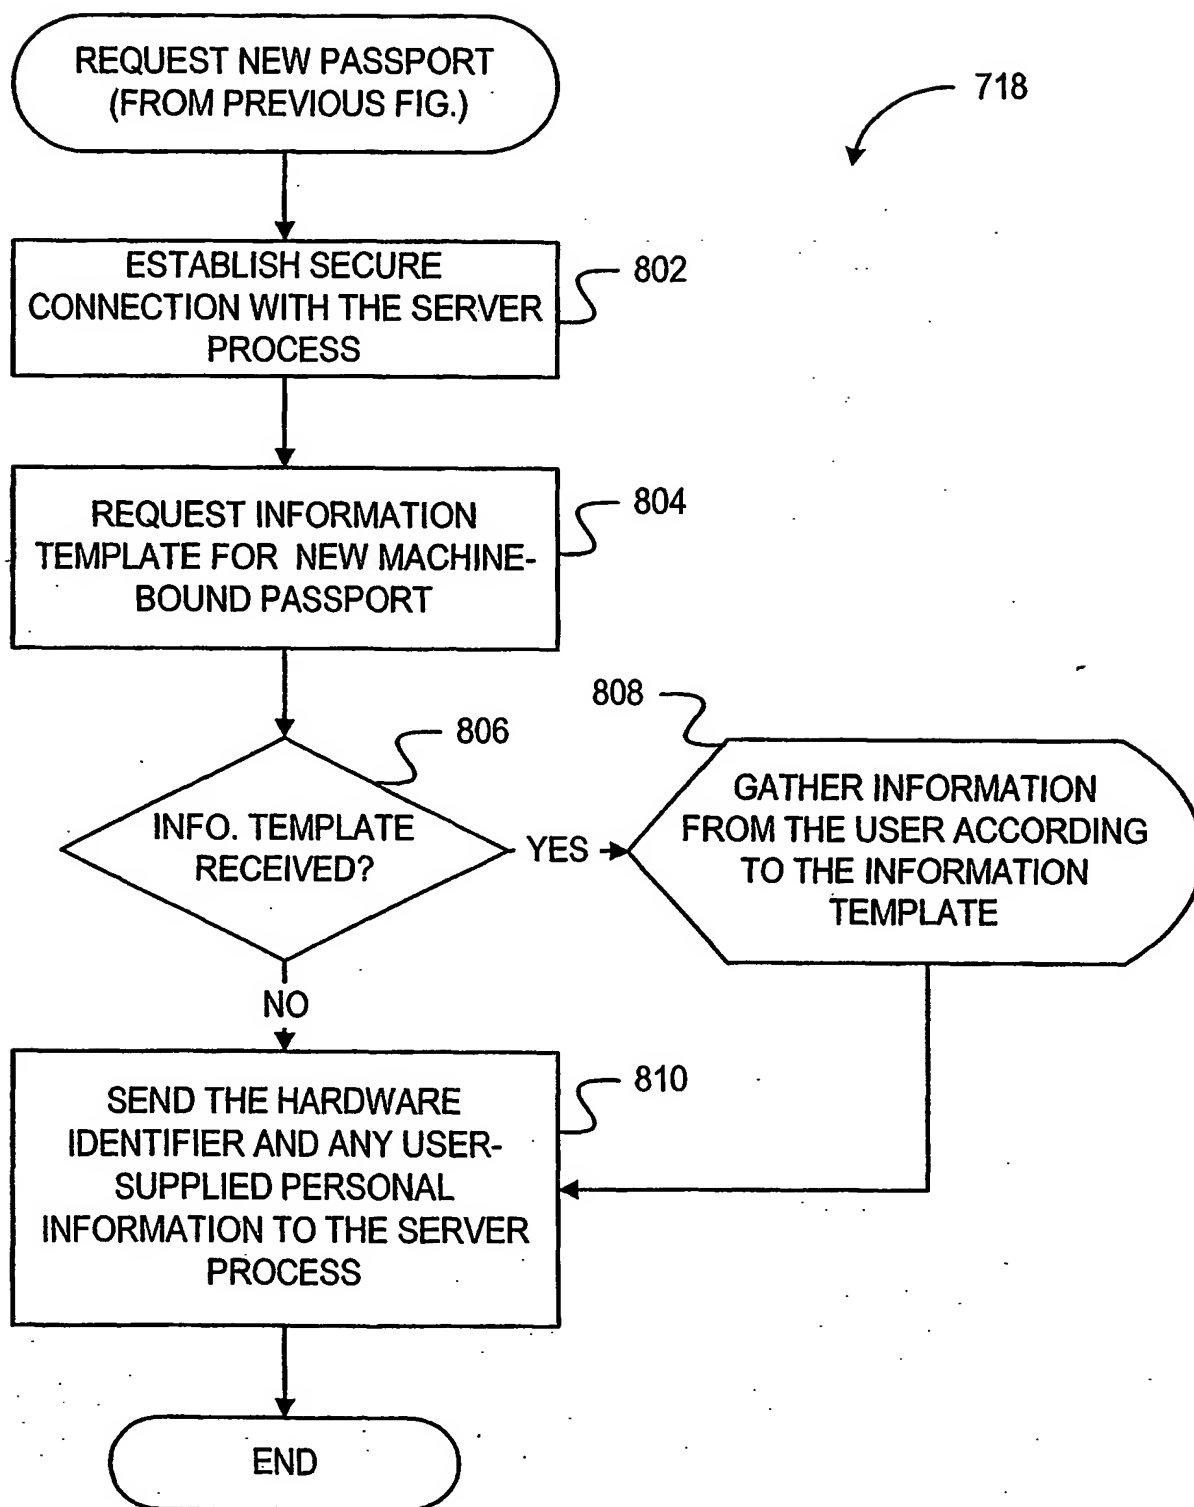 REQUEST NEW PASSPORT
(FROM PREVIOUS FIG.)
718
ESTABLISH SECURE
CONNECTION WITH THE SERVER
PROCESS
802
REQUEST INFORMATION
TEMPLATE FOR NEW MACHINE-
BOUND PASSPORT
804
INFO. TEMPLATE
RECEIVED?
806
YES
808
GATHER INFORMATION
FROM THE USER ACCORDING
TO THE INFORMATION
TEMPLATE
NO
SEND THE HARDWARE
IDENTIFIER AND ANY USER-
SUPPLIED PERSONAL
INFORMATION TO THE SERVER
PROCESS
810
END